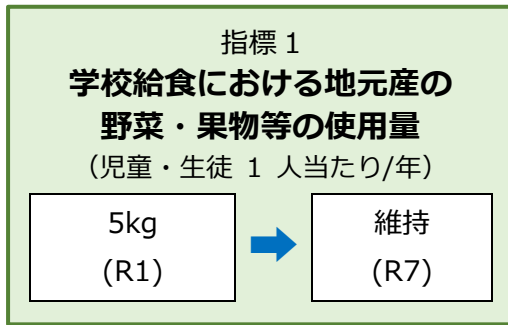 指標 1
学校給食における地元産の
野菜・果物等の使用量
（児童・生徒 1 人当たり/年）
5kg
(R1)
維持
(R7)